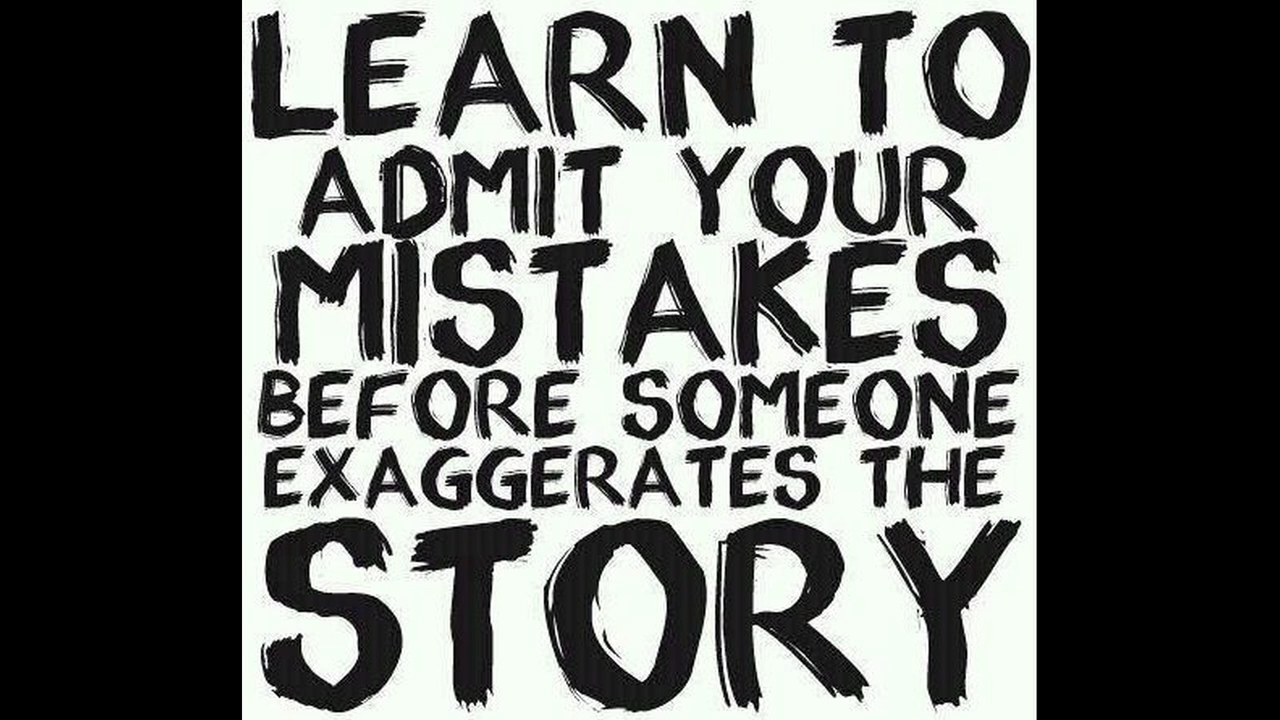 LEARN TO
ADMIT YOUR
MISTAKES
BEFORE SOMEONE
EXAGGERATES THE
STORY